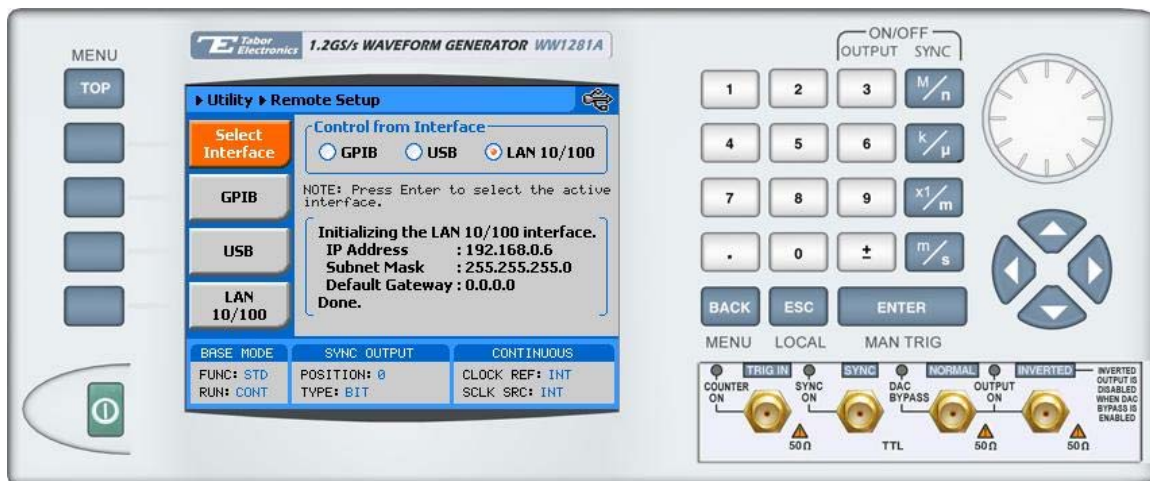 MENU
TOP
Tabor
Electronics
1.2GS/s WAVEFORM GENERATOR WW1281A
Utility Remote Setup
Select
Interface
GPIB
USB
LAN
10/100
Control from Interface
GPIB USB LAN 10/100
NOTE: Press Enter to select the active
interface.
Initializing the LAN 10/100 interface.
IP Address : 192.168.0.6
Subnet Mask : 255.255.255.0
Default Gateway : 0.0.0.0
Done.
BASE MODE SYNC OUTPUT CONTINUOUS
FUNC: STD POSITION: 0 CLOCK REF: INT
RUN: CONT TYPE: BIT SCLK SRC: INT
ON/OFF
OUTPUT SYNC
1 2 3 M/n
4 5 6 k/μ
7 8 9 x1/m
. 0 ± m/s
BACK ESC ENTER
MENU LOCAL MAN TRIG
TRIG IN SYNC NORMAL INVERTED
COUNTER
ON
SYNC
ON
DAC
BYPASS
OUTPUT
ON
INVERTED
OUTPUT IS
DISABLED
WHEN DAC
BYPASS IS
ENABLED
50Ω TTL 50Ω 50Ω